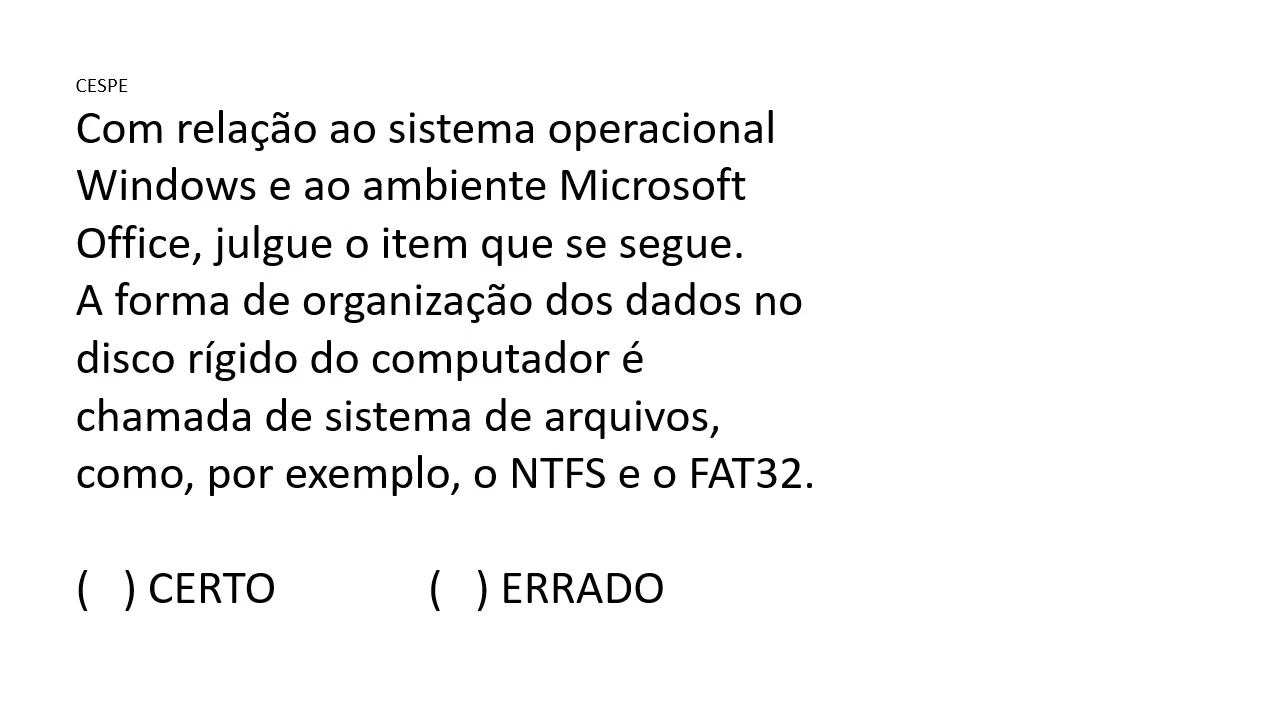 CESPE
Com relação ao sistema operacional
Windows e ao ambiente Microsoft
Office, julgue o item que se segue.
A forma de organização dos dados no
disco rígido do computador é
chamada de sistema de arquivos,
como, por exemplo, o NTFS e o FAT32.
(   ) CERTO (   ) ERRADO